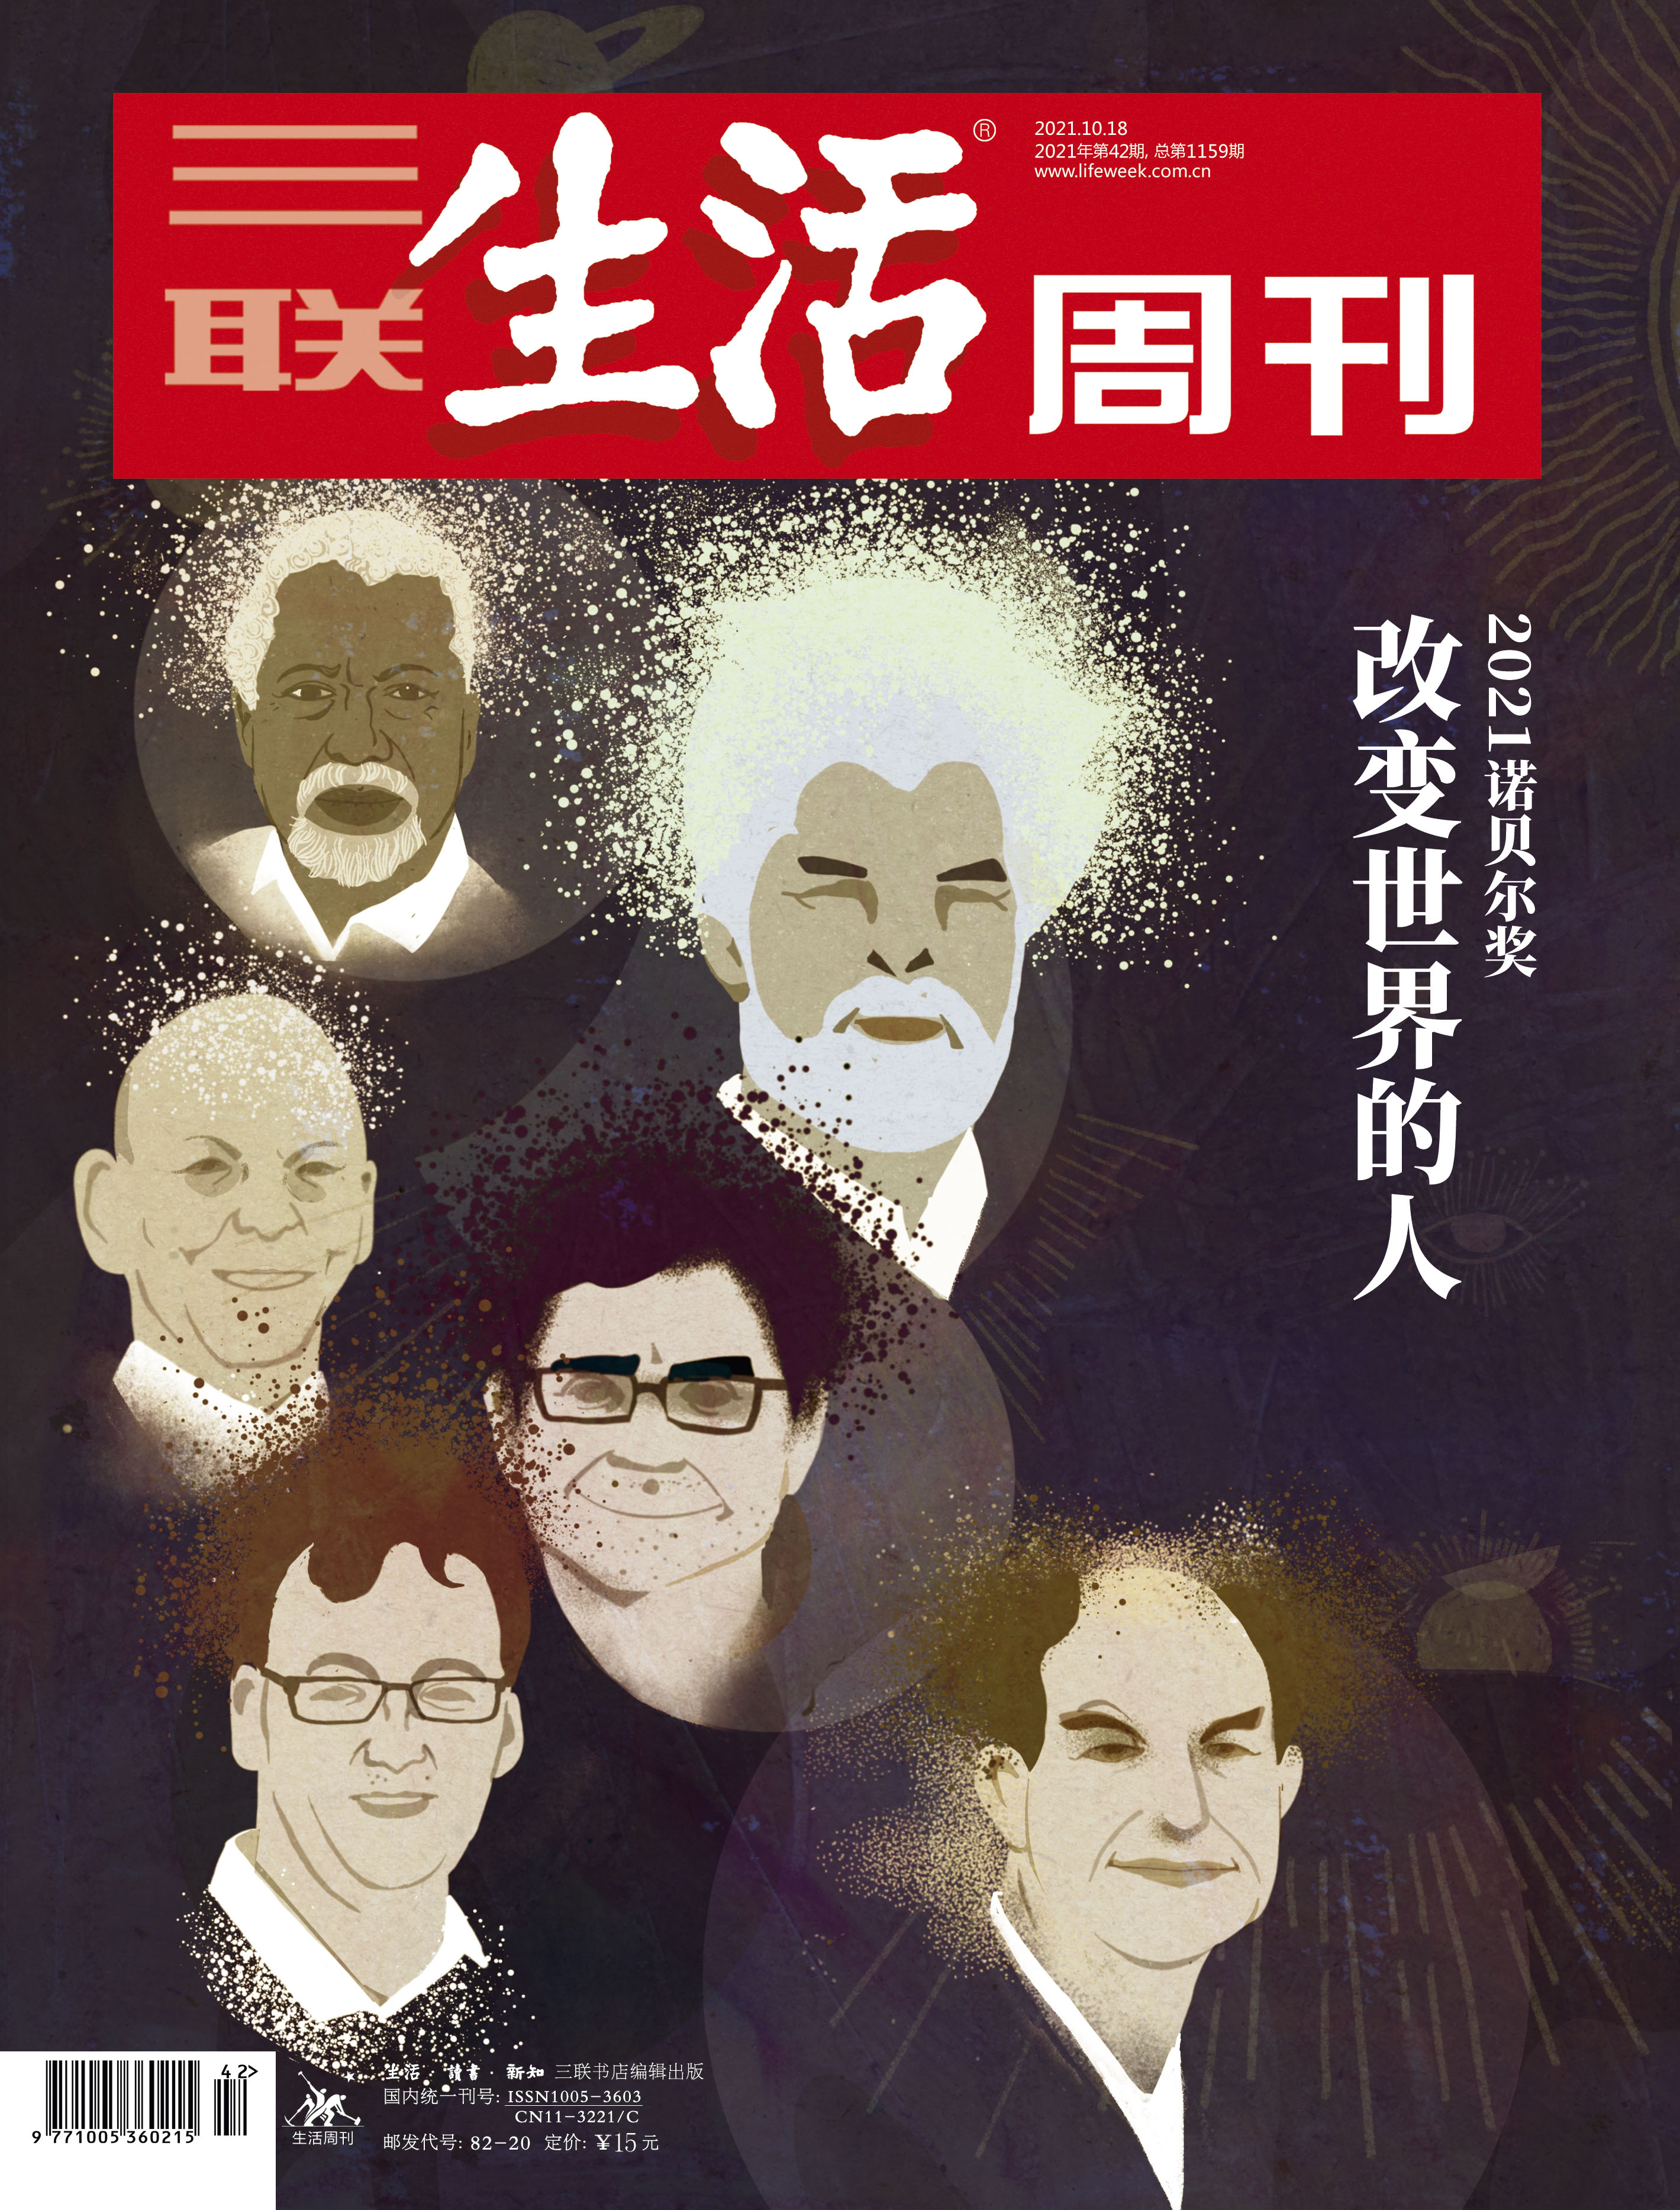 三联生活周刊®
2021.10.18
2021年第42期, 总第1159期
www.lifeweek.com.cn
2021诺贝尔奖
改变世界的人
42>
9 771005 360215
生活周刊
生活·讀書·新知 三联书店编辑出版
国内统一刊号: ISSN1005-3603
CN11-3221/C
邮发代号: 82-20 定价: ¥15元